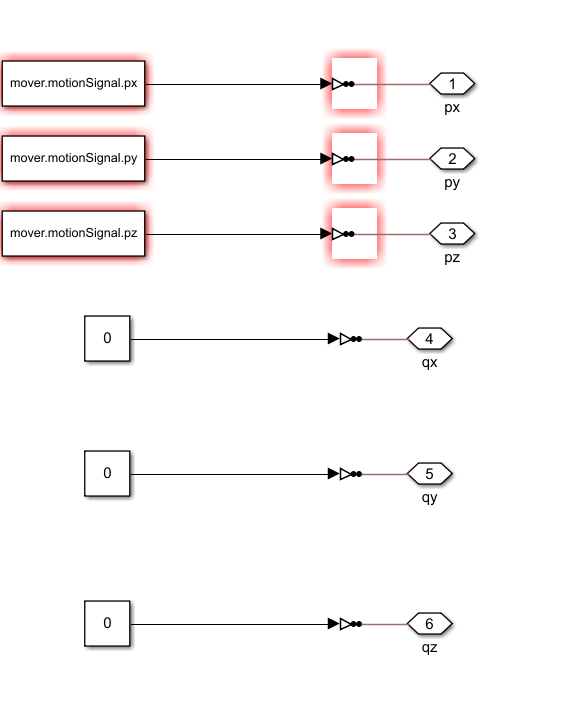 mover.motionSignal.px
1
px
mover.motionSignal.py
2
py
mover.motionSignal.pz
3
pz
0
4
qx
0
5
qy
0
6
qz